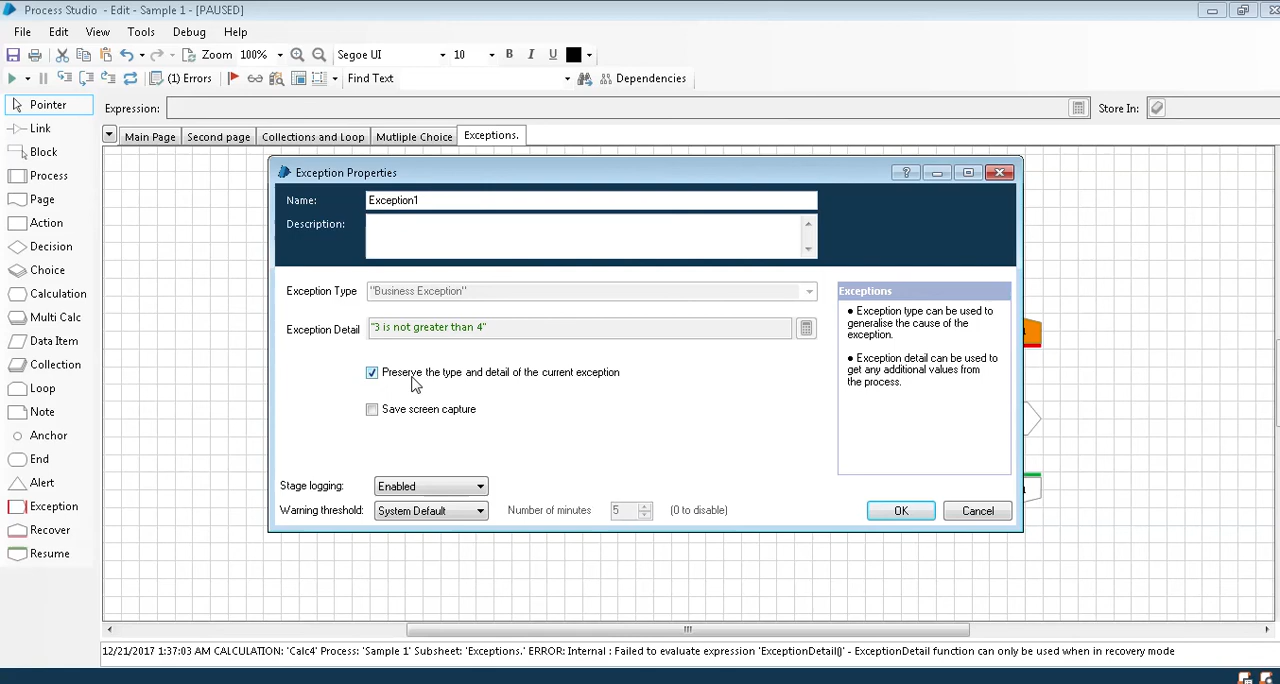 Process Studio - Edit - Sample 1 - [PAUSED]
File Edit View Tools Debug Help
Zoom 100% Segoe UI 10 B I U
(1) Errors Find Text Dependencies
Pointer Expression: Store In:
Link Main Page Second page Collections and Loop Mutliple Choice Exceptions.
Block
Process
Page
Action
Decision
Choice
Calculation
Multi Calc
Data Item
Collection
Loop
Note
Anchor
End
Alert
Exception
Recover
Resume
Exception Properties
Name: Exception1
Description:
Exception Type "Business Exception"
Exception Detail "3 is not greater than 4"
Preserve the type and detail of the current exception
Save screen capture
Exceptions
• Exception type can be used to
generalise the cause of the
exception.
• Exception detail can be used to
get any additional values from
the process.
Stage logging: Enabled
Warning threshold: System Default Number of minutes 5 (0 to disable)
OK Cancel
12/21/2017 1:37:03 AM CALCULATION: 'Calc4' Process: 'Sample 1' Subsheet: 'Exceptions.' ERROR: Internal : Failed to evaluate expression 'ExceptionDetail()' - ExceptionDetail function can only be used when in recovery mode